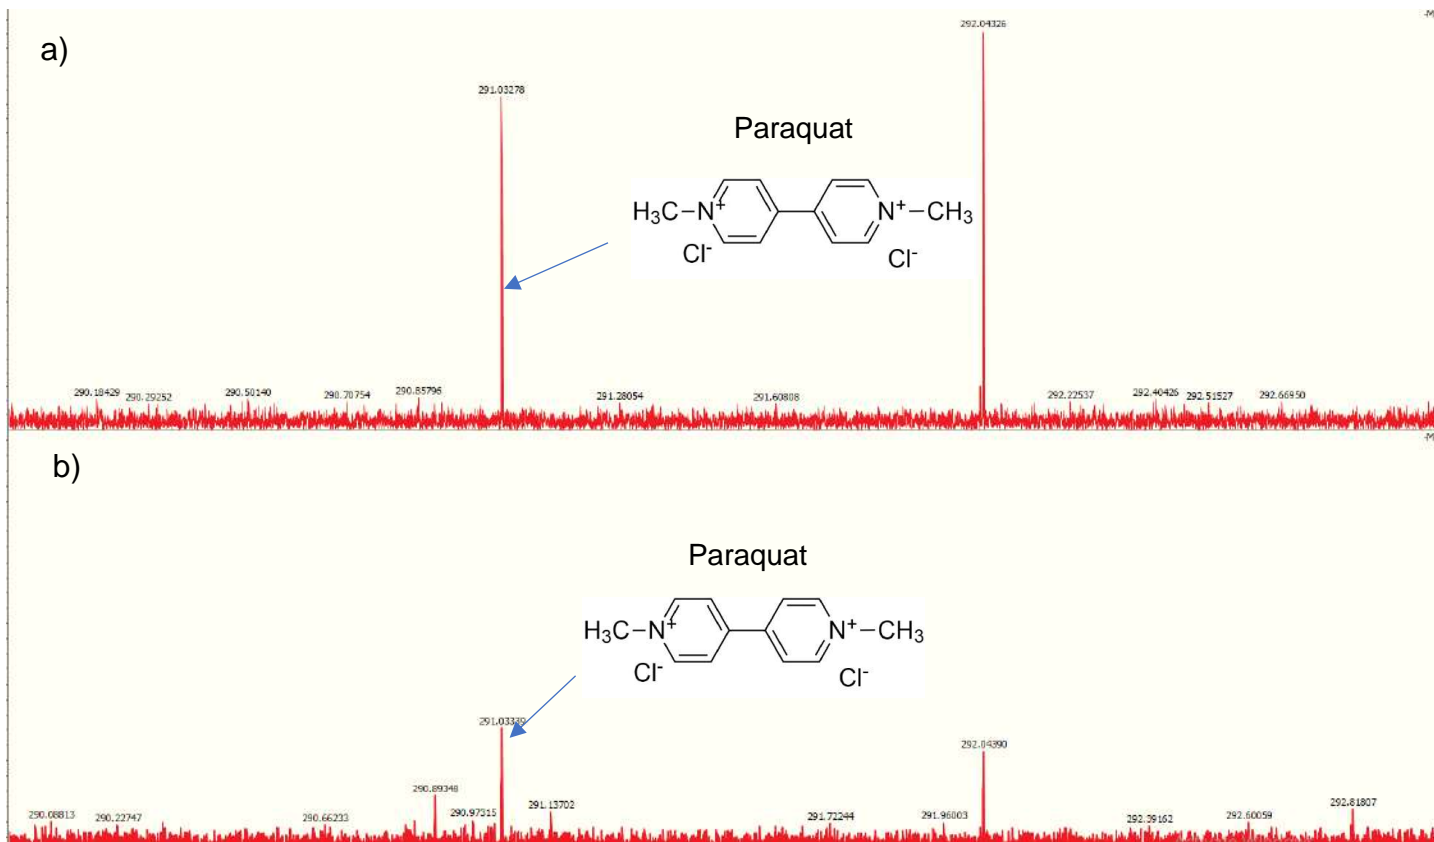 -M
292.04326
a)
291.03278
Paraquat
H3C N+ N+ CH3
Cl- Cl-
290.18429 290.29252 290.50140 290.70754 290.85796 291.28054 291.60808 292.22537 292.40426 292.51527 292.66950
-M
b)
Paraquat
H3C N+ N+ CH3
Cl- Cl-
291.03339 292.04390
290.08813 290.22747 290.66233 290.89348 290.97315 291.13702 291.72244 291.96003 292.39162 292.60059 292.81807